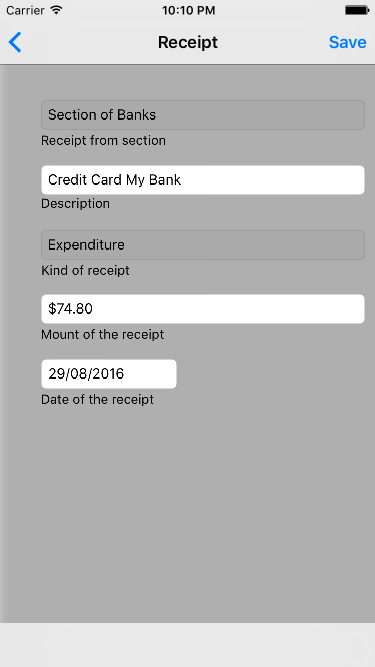 Carrier 10:10 PM
Receipt Save
Section of Banks
Receipt from section
Credit Card My Bank
Description
Expenditure
Kind of receipt
$74.80
Mount of the receipt
29/08/2016
Date of the receipt